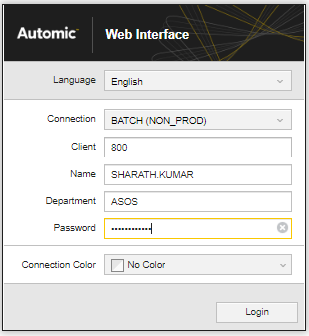 Automic Web Interface
Language English
Connection BATCH (NON_PROD)
Client 800
Name SHARATH.KUMAR
Department ASOS
Password ••••••••••••
Connection Color No Color
Login